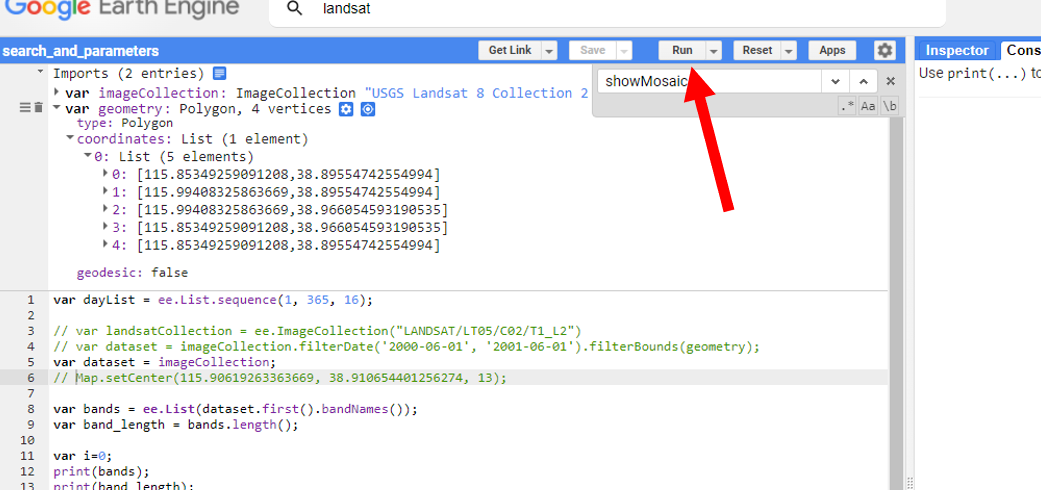 Google Earth Engine
landsat
search_and_parameters
Get Link
Save
Run
Reset
Apps
Inspector
Cons
Use print(...) to
showMosaic
.*
Aa
\b
Imports (2 entries)
var imageCollection: ImageCollection "USGS Landsat 8 Collection 2
var geometry: Polygon, 4 vertices
type: Polygon
coordinates: List (1 element)
0: List (5 elements)
0: [115.85349259091208,38.89554742554994]
1: [115.99408325863669,38.89554742554994]
2: [115.99408325863669,38.966054593190535]
3: [115.85349259091208,38.966054593190535]
4: [115.85349259091208,38.89554742554994]
geodesic: false
1 var dayList = ee.List.sequence(1, 365, 16);
2
3 // var landsatCollection = ee.ImageCollection("LANDSAT/LT05/C02/T1_L2")
4 // var dataset = imageCollection.filterDate('2000-06-01', '2001-06-01').filterBounds(geometry);
5 var dataset = imageCollection;
6 // Map.setCenter(115.90619263363669, 38.910654401256274, 13);
7
8 var bands = ee.List(dataset.first().bandNames());
9 var band_length = bands.length();
10
11 var i=0;
12 print(bands);
13 print(band_length);